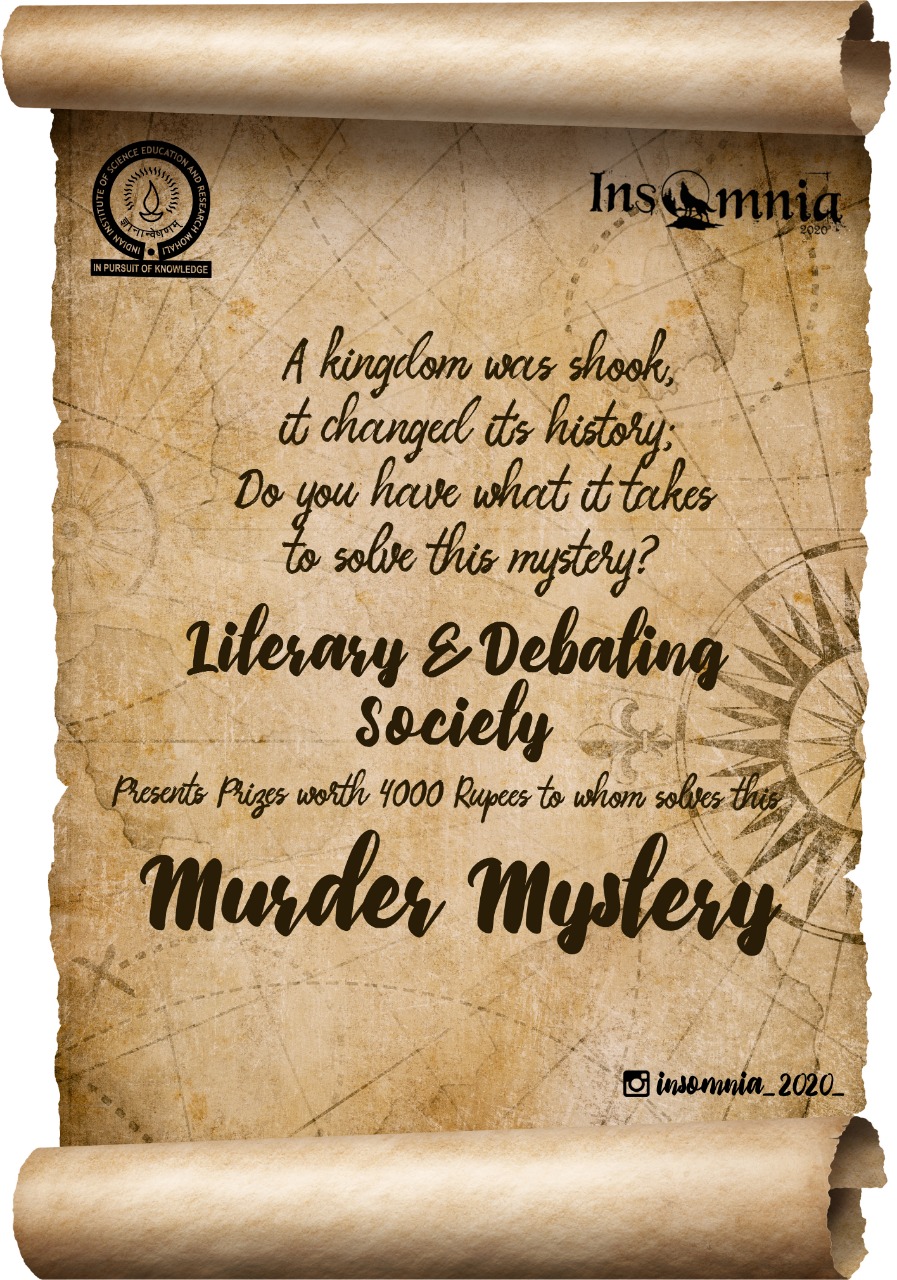 INDIAN INSTITUTE OF SCIENCE EDUCATION AND RESEARCH MOHALI
ज्ञानान्वेषणम्
IN PURSUIT OF KNOWLEDGE
Insomnia
2020
A kingdom was shook,
it changed it's history;
Do you have what it takes
to solve this mystery?
Literary & Debating
Society
Presents Prizes worth 4000 Rupees to whom solves this
Murder Mystery
insomnia_2020_